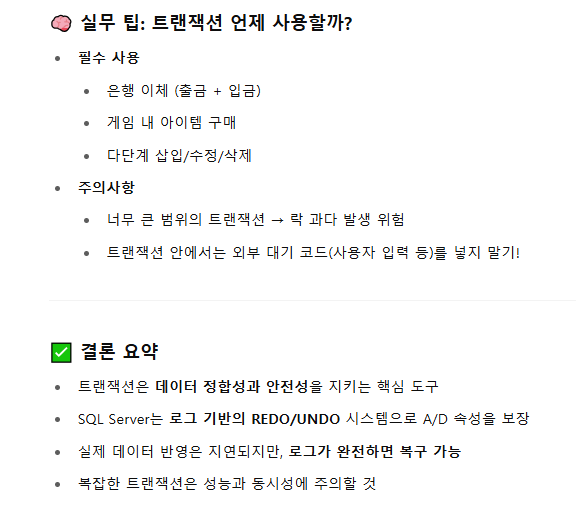 🧠 실무 팁: 트랜잭션 언제 사용할까?
필수 사용
은행 이체 (출금 + 입금)
게임 내 아이템 구매
다단계 삽입/수정/삭제
주의사항
너무 큰 범위의 트랜잭션 → 락 과다 발생 위험
트랜잭션 안에서는 외부 대기 코드(사용자 입력 등)를 넣지 말기!
✅ 결론 요약
트랜잭션은 데이터 정합성과 안전성을 지키는 핵심 도구
SQL Server는 로그 기반의 REDO/UNDO 시스템으로 A/D 속성을 보장
실제 데이터 반영은 지연되지만, 로그가 완전하면 복구 가능
복잡한 트랜잭션은 성능과 동시성에 주의할 것